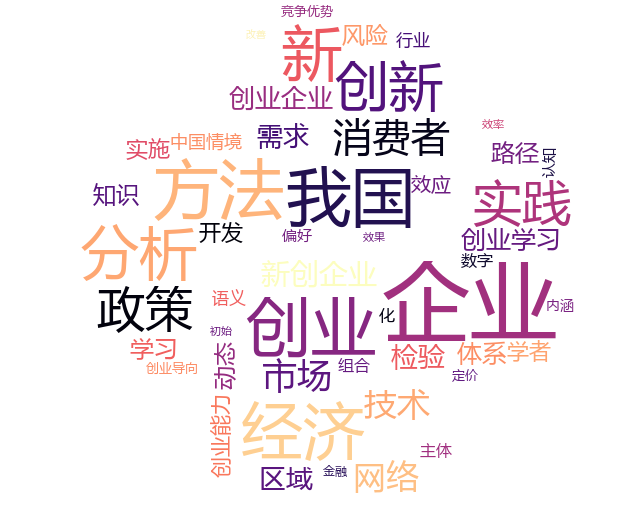 竞争优势
改善
新
风险
行业
创业企业
创新
效率
实施
中国情境
需求
消费者
路径
认知
知识
方法
我国
效应
实践
分析
开发
偏好
效果
创业学习
数字
政策
语义
新创企业
企业
内涵
初始
创业
化
学习
创业导向
动态
市场
组合
检验
体系
学者
定价
创业能力
经济
技术
主体
区域
金融
网络